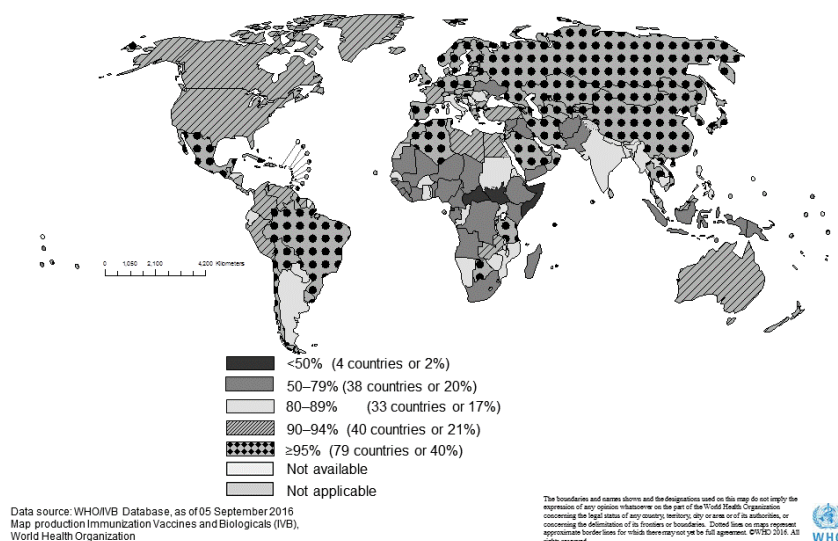 0 1,050 2,100 4,200 Kilometers
<50% (4 countries or 2%)
50–79% (38 countries or 20%)
80–89% (33 countries or 17%)
90–94% (40 countries or 21%)
≥95% (79 countries or 40%)
Not available
Not applicable
Data source: WHO/IVB Database, as of 05 September 2016
Map production Immunization Vaccines and Biologicals (IVB),
World Health Organization
The boundaries and names shown and the designations used on this map do not imply the
expression of any opinion whatsoever on the part of the World Health Organization
concerning the legal status of any country, territory, city or area or of its authorities, or
concerning the delimitation of its frontiers or boundaries. Dotted lines on maps represent
approximate border lines for which there may not yet be full agreement. ©WHO 2016. All
rights reserved
WHO